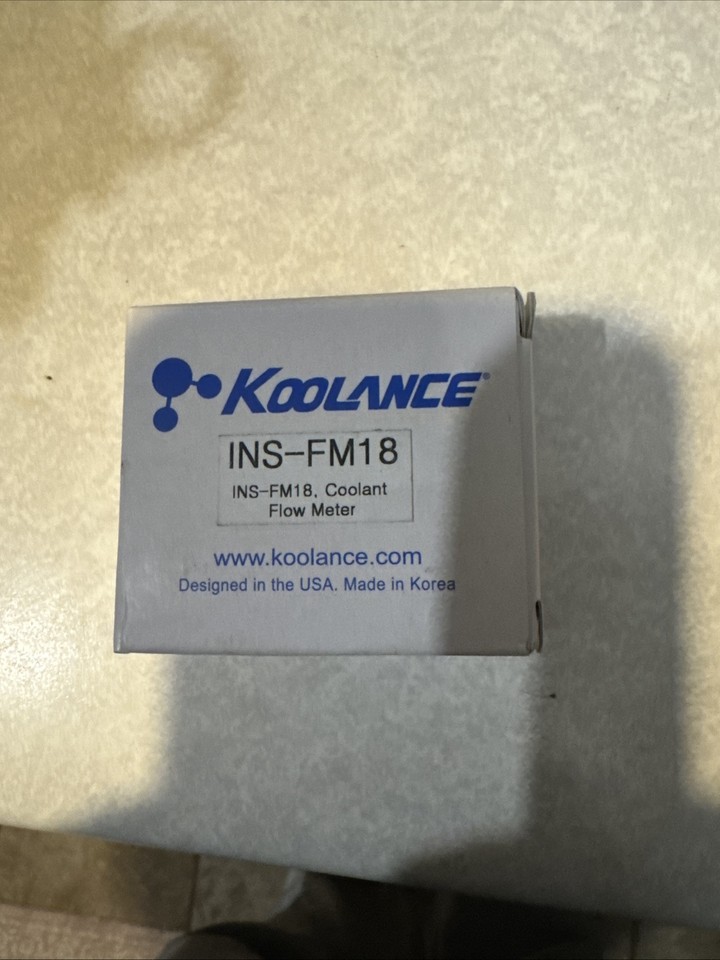 KOOLANCE®
INS-FM18
INS-FM18, Coolant
Flow Meter
www.koolance.com
Designed in the USA. Made in Korea